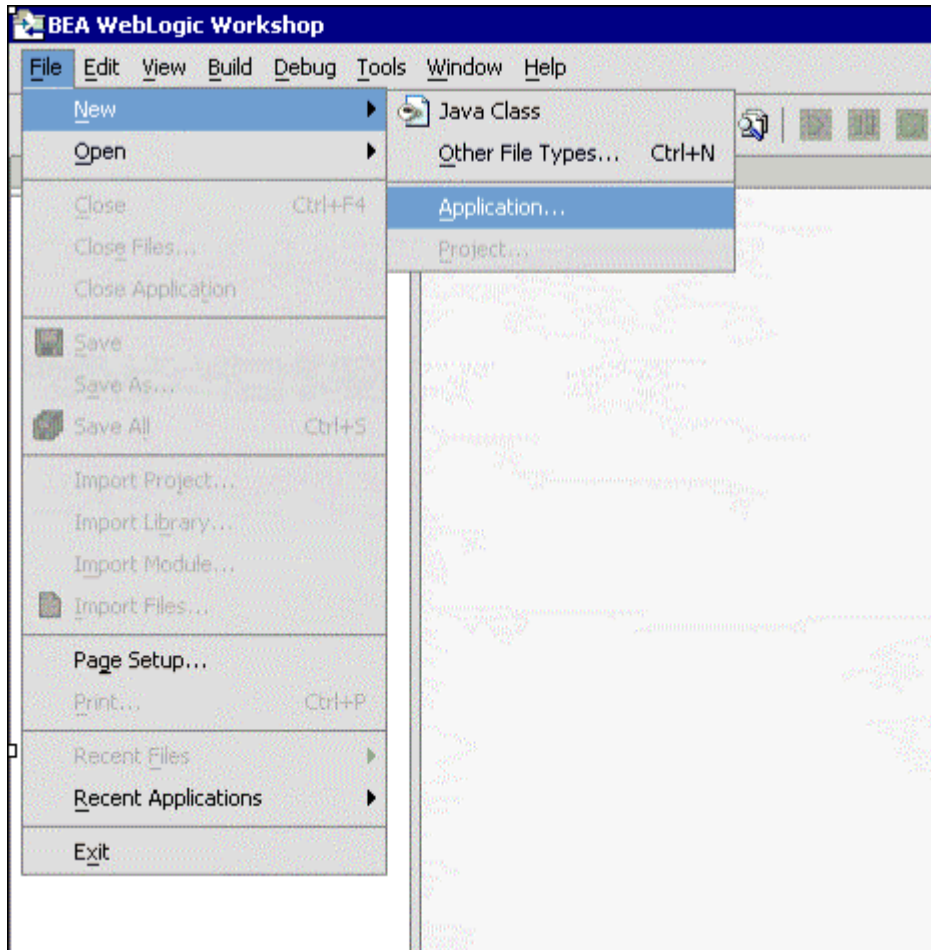 BEA WebLogic Workshop
File Edit View Build Debug Tools Window Help
New
Java Class
Open
Other File Types... Ctrl+N
Close Ctrl+F4
Application...
Close Files...
Project...
Close Application
Save
Save As...
Save All Ctrl+S
Import Project...
Import Library...
Import Module...
Import Files...
Page Setup...
Print... Ctrl+P
Recent Files
Recent Applications
Exit